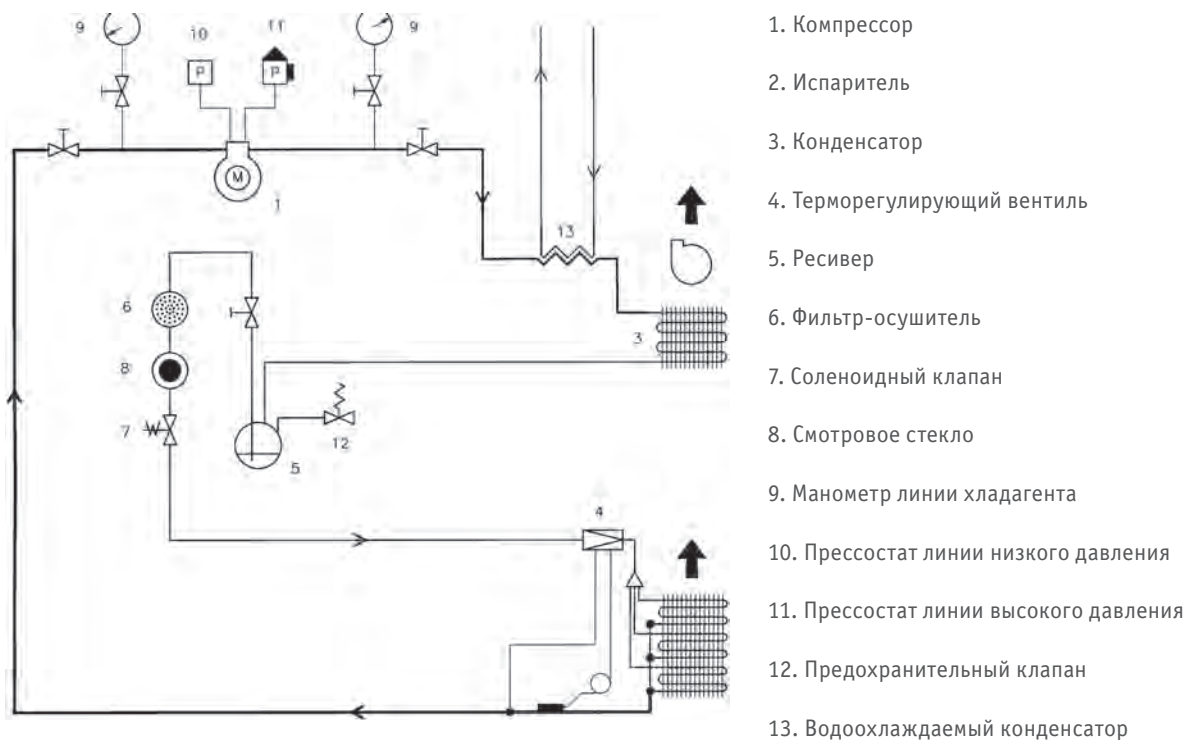 9
10
11
9
P
P
M
1
13
3
6
8
7
12
5
4
1. Компрессор
2. Испаритель
3. Конденсатор
4. Терморегулирующий вентиль
5. Ресивер
6. Фильтр-осушитель
7. Соленоидный клапан
8. Смотровое стекло
9. Манометр линии хладагента
10. Прессостат линии низкого давления
11. Прессостат линии высокого давления
12. Предохранительный клапан
13. Водоохлаждаемый конденсатор